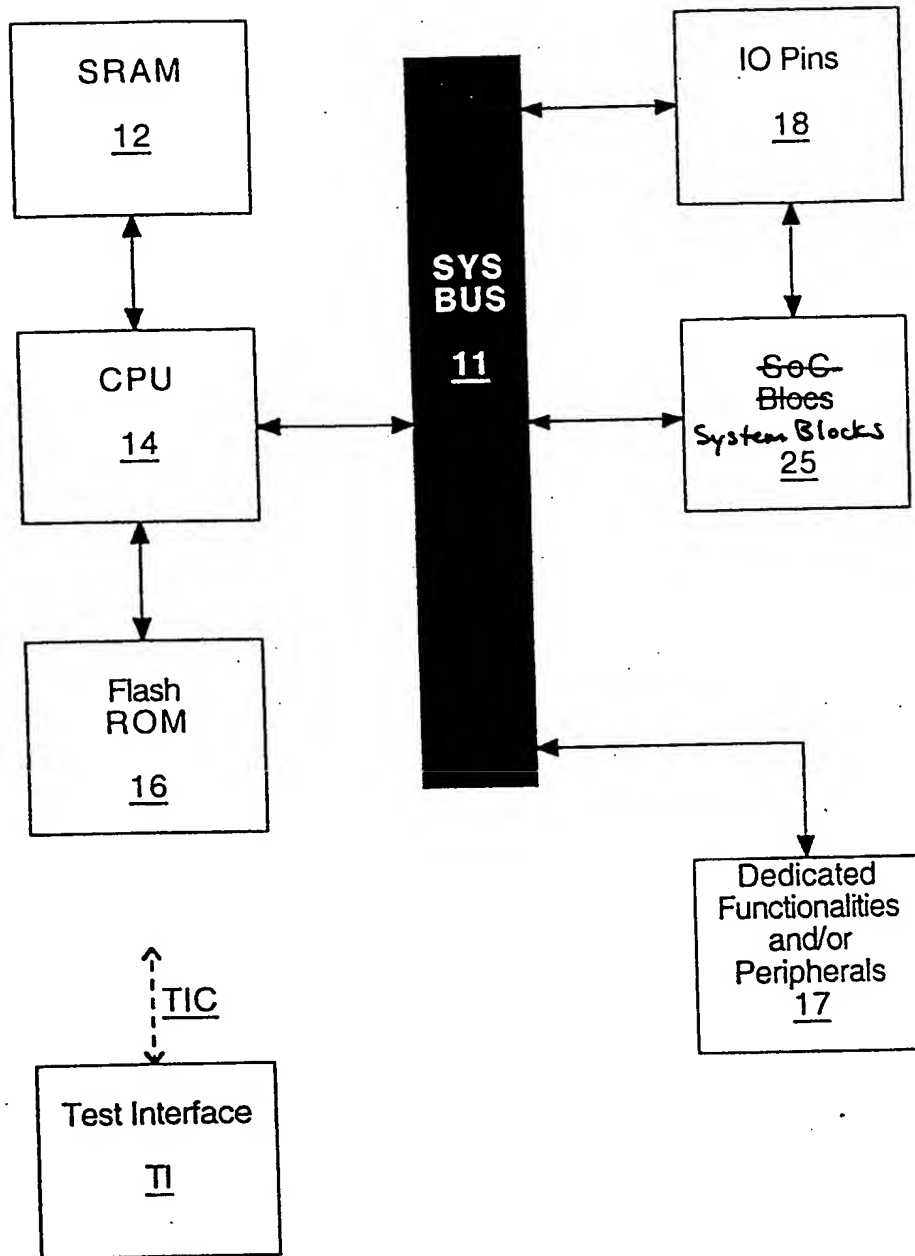 SRAM
12
IO Pins
18
SYS
BUS
11
CPU
14
SoC
Blocs
System Blocks
25
Flash
ROM
16
Dedicated
Functionalities
and/or
Peripherals
17
TIC
Test Interface
TI